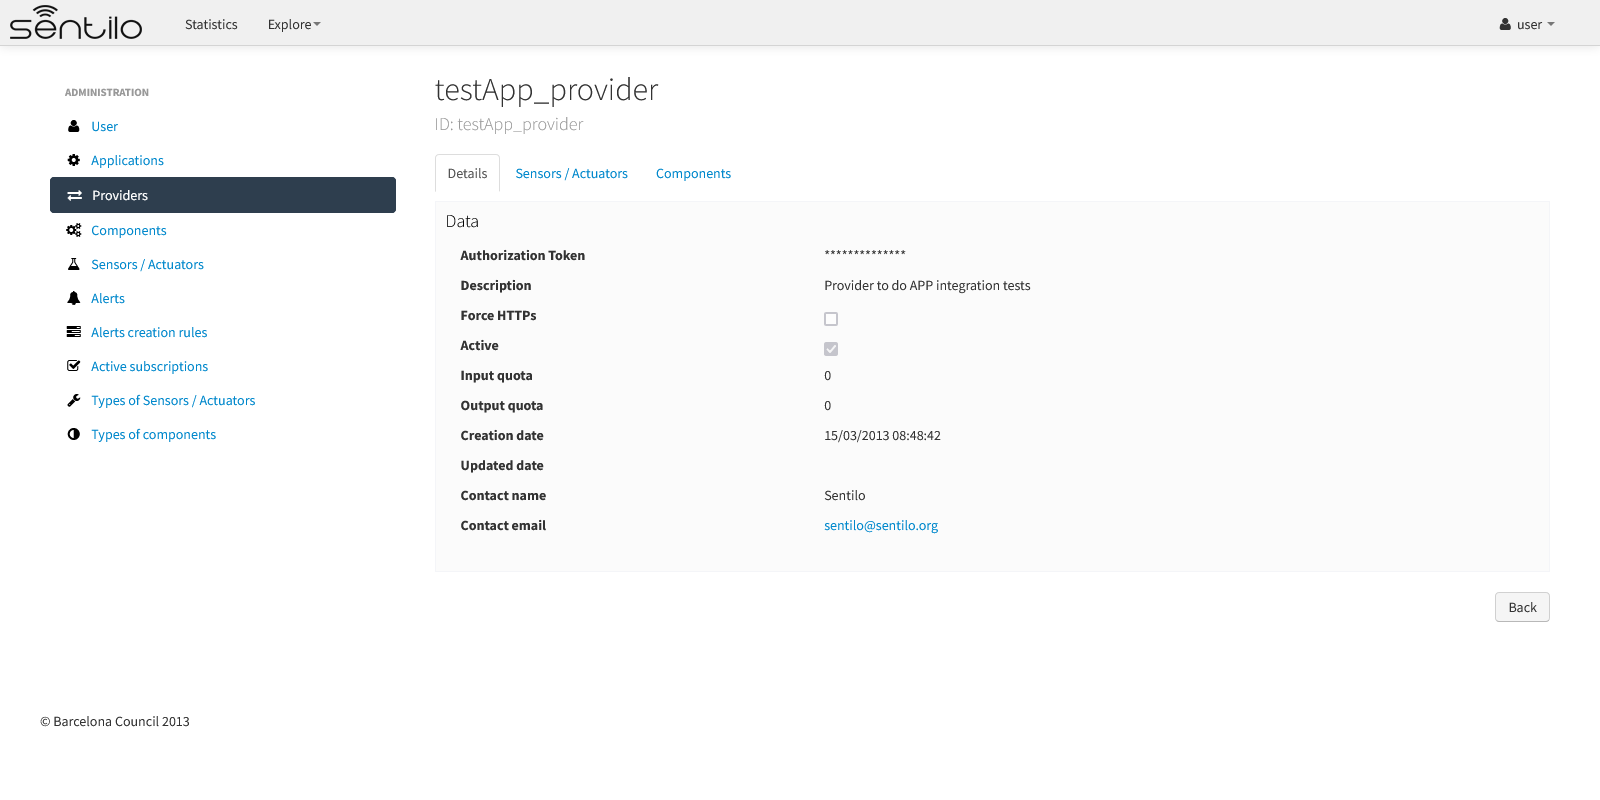 sentilo
Statistics
Explore
user
ADMINISTRATION
User
Applications
Providers
Components
Sensors / Actuators
Alerts
Alerts creation rules
Active subscriptions
Types of Sensors / Actuators
Types of components
testApp_provider
ID: testApp_provider
Details
Sensors / Actuators
Components
Data
Authorization Token **************
Description Provider to do APP integration tests
Force HTTPs
Active
Input quota 0
Output quota 0
Creation date 15/03/2013 08:48:42
Updated date
Contact name Sentilo
Contact email sentilo@sentilo.org
Back
© Barcelona Council 2013